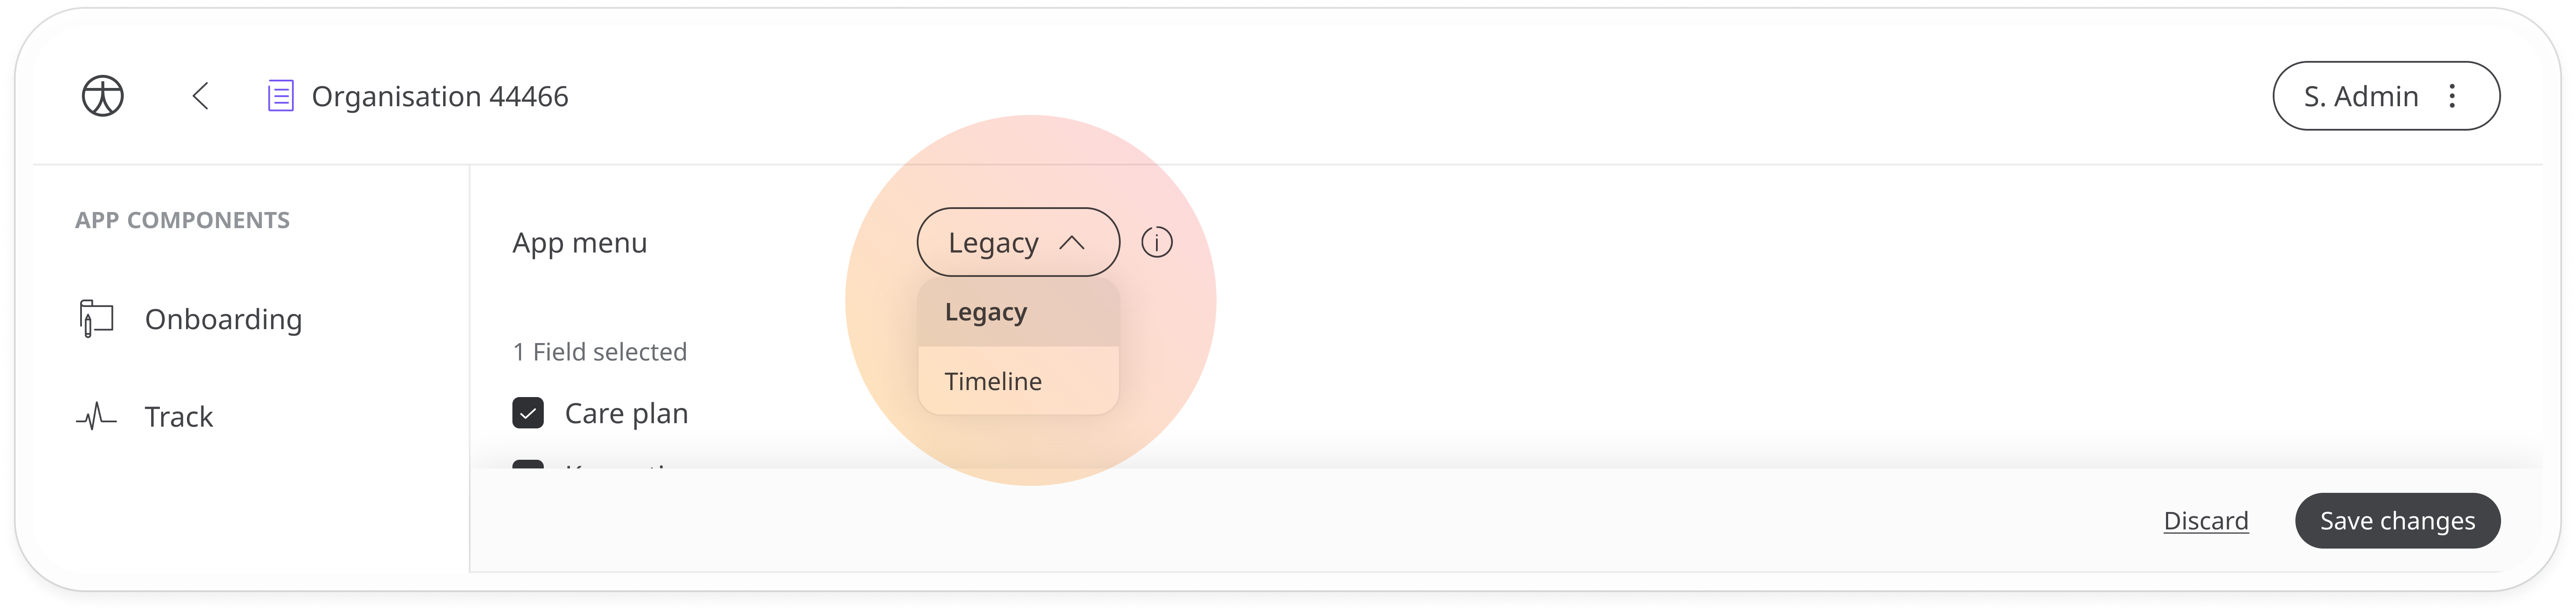 Organisation 44466
S. Admin
APP COMPONENTS
Onboarding
Track
App menu
Legacy
Legacy
Timeline
1 Field selected
Care plan
Discard
Save changes